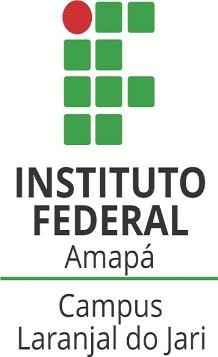 INSTITUTO
FEDERAL
Amapá
Campus
Laranjal do Jari